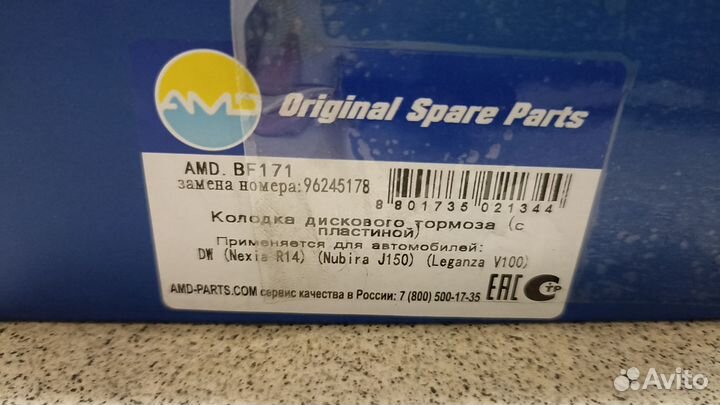 AMD
Original Spare Parts
AMD. BF171
замена номера:96245178
8 801735 021344
Колодка дискового тормоза (с
пластиной)
Применяется для автомобилей:
DW (Nexia R14) (Nubira J150) (Leganza V100)
AMD-PARTS.COM сервис качества в России: 7 (800) 500-17-35
EAC
СТР
Avito